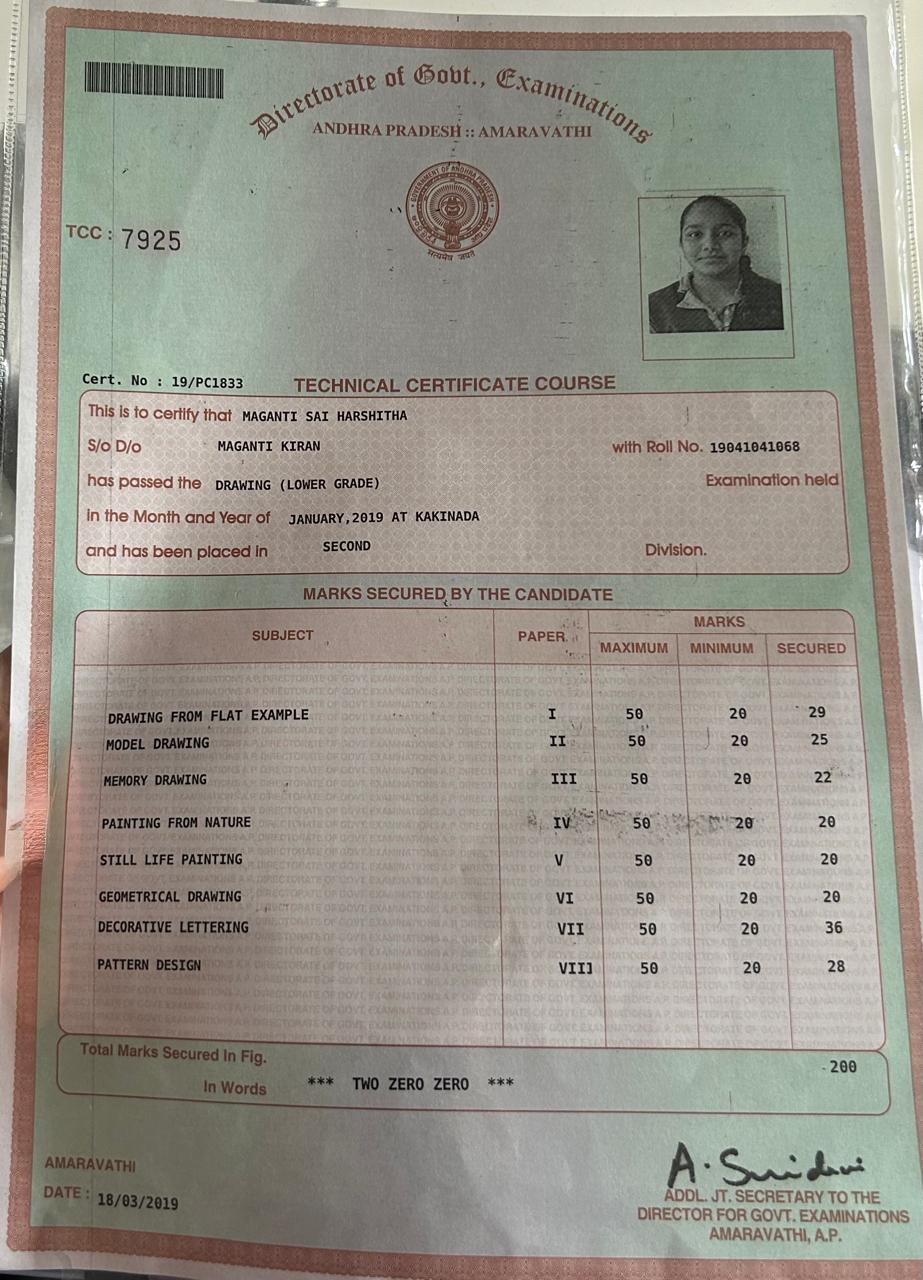 Directorate of Govt., Examinations
ANDHRA PRADESH :: AMARAVATHI
GOVERNMENT OF ANDHRA PRADESH
सत्यमेव जयते
TCC : 7925
Cert. No : 19/PC1833
TECHNICAL CERTIFICATE COURSE
This is to certify that MAGANTI SAI HARSHITHA
S/o D/o MAGANTI KIRAN with Roll No. 19041041068
has passed the DRAWING (LOWER GRADE) Examination held
in the Month and Year of JANUARY,2019 AT KAKINADA
and has been placed in SECOND Division.
MARKS SECURED BY THE CANDIDATE
SUBJECT PAPER MARKS
MAXIMUM MINIMUM SECURED
DRAWING FROM FLAT EXAMPLE I 50 20 29
MODEL DRAWING II 50 20 25
MEMORY DRAWING III 50 20 22
PAINTING FROM NATURE IV 50 20 20
STILL LIFE PAINTING V 50 20 20
GEOMETRICAL DRAWING VI 50 20 20
DECORATIVE LETTERING VII 50 20 36
PATTERN DESIGN VIII 50 20 28
Total Marks Secured In Fig. 200
In Words *** TWO ZERO ZERO ***
AMARAVATHI
DATE : 18/03/2019
ADDL. JT. SECRETARY TO THE
DIRECTOR FOR GOVT. EXAMINATIONS
AMARAVATHI, A.P.